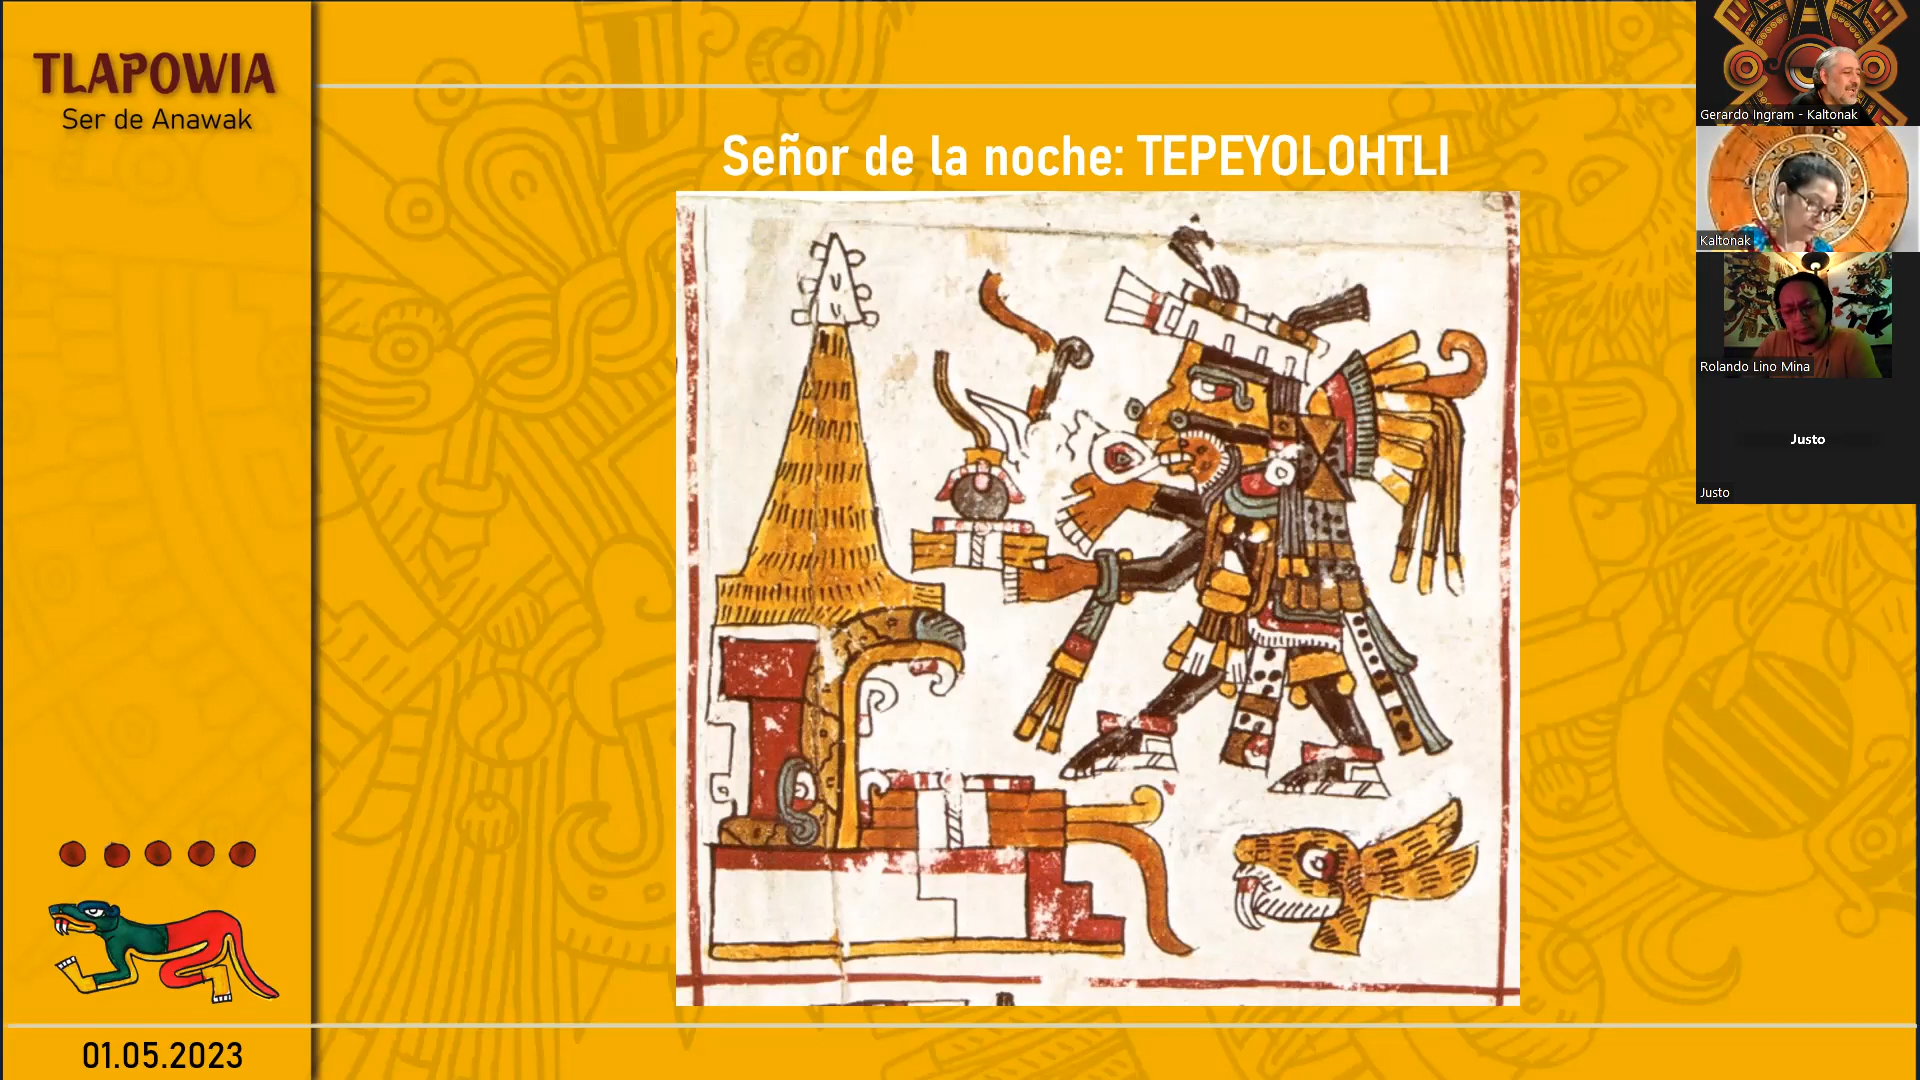 TLAPOWIA
Ser de Anawak
Señor de la noche: TEPEYOLOHTLI
01.05.2023
Gerardo Ingram - Kaltonak
Kaltonak
Rolando Lino Mina
Justo
Justo